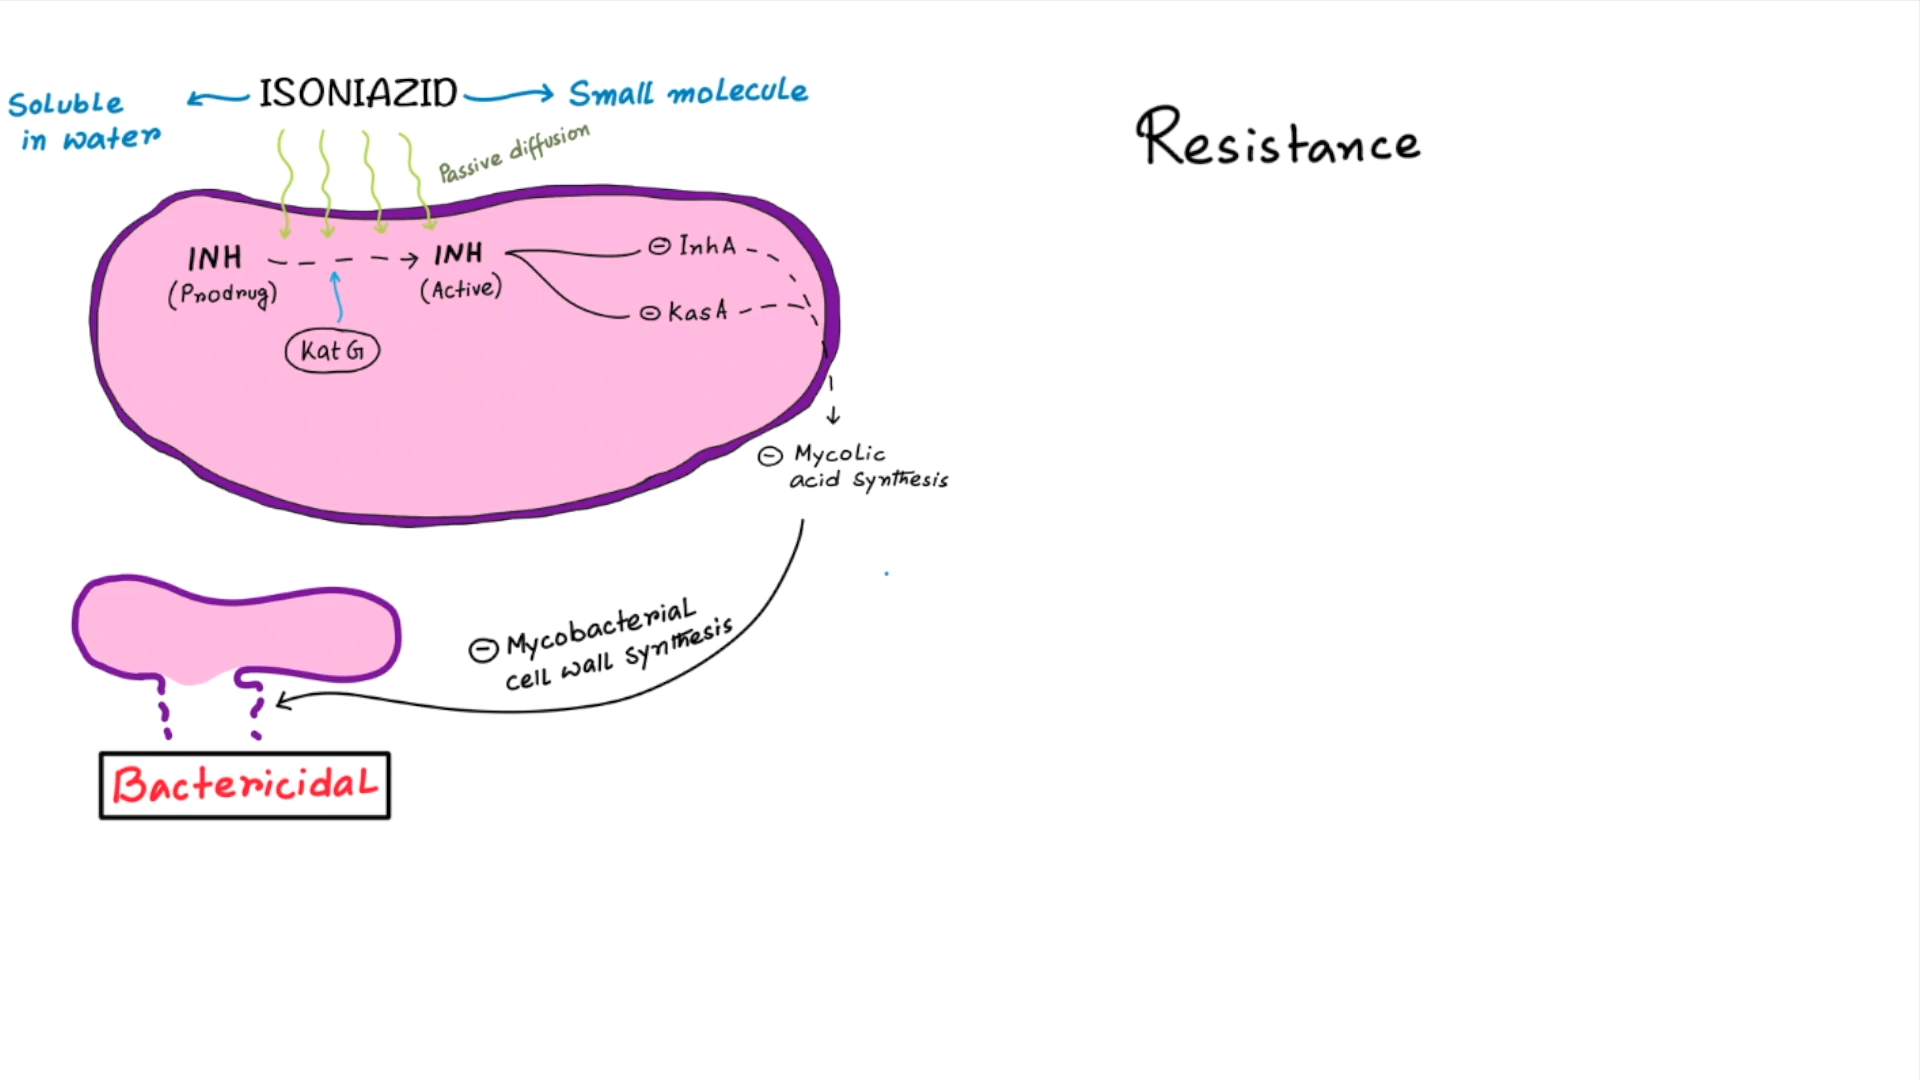 ISONIAZID
Soluble
in water
Small molecule
Passive diffusion
Resistance
INH
(Prodrug)
INH
(Active)
⊖ InhA
⊖ KasA
KatG
⊖ Mycolic
acid synthesis
⊖ Mycobacterial
cell wall synthesis
Bactericidal